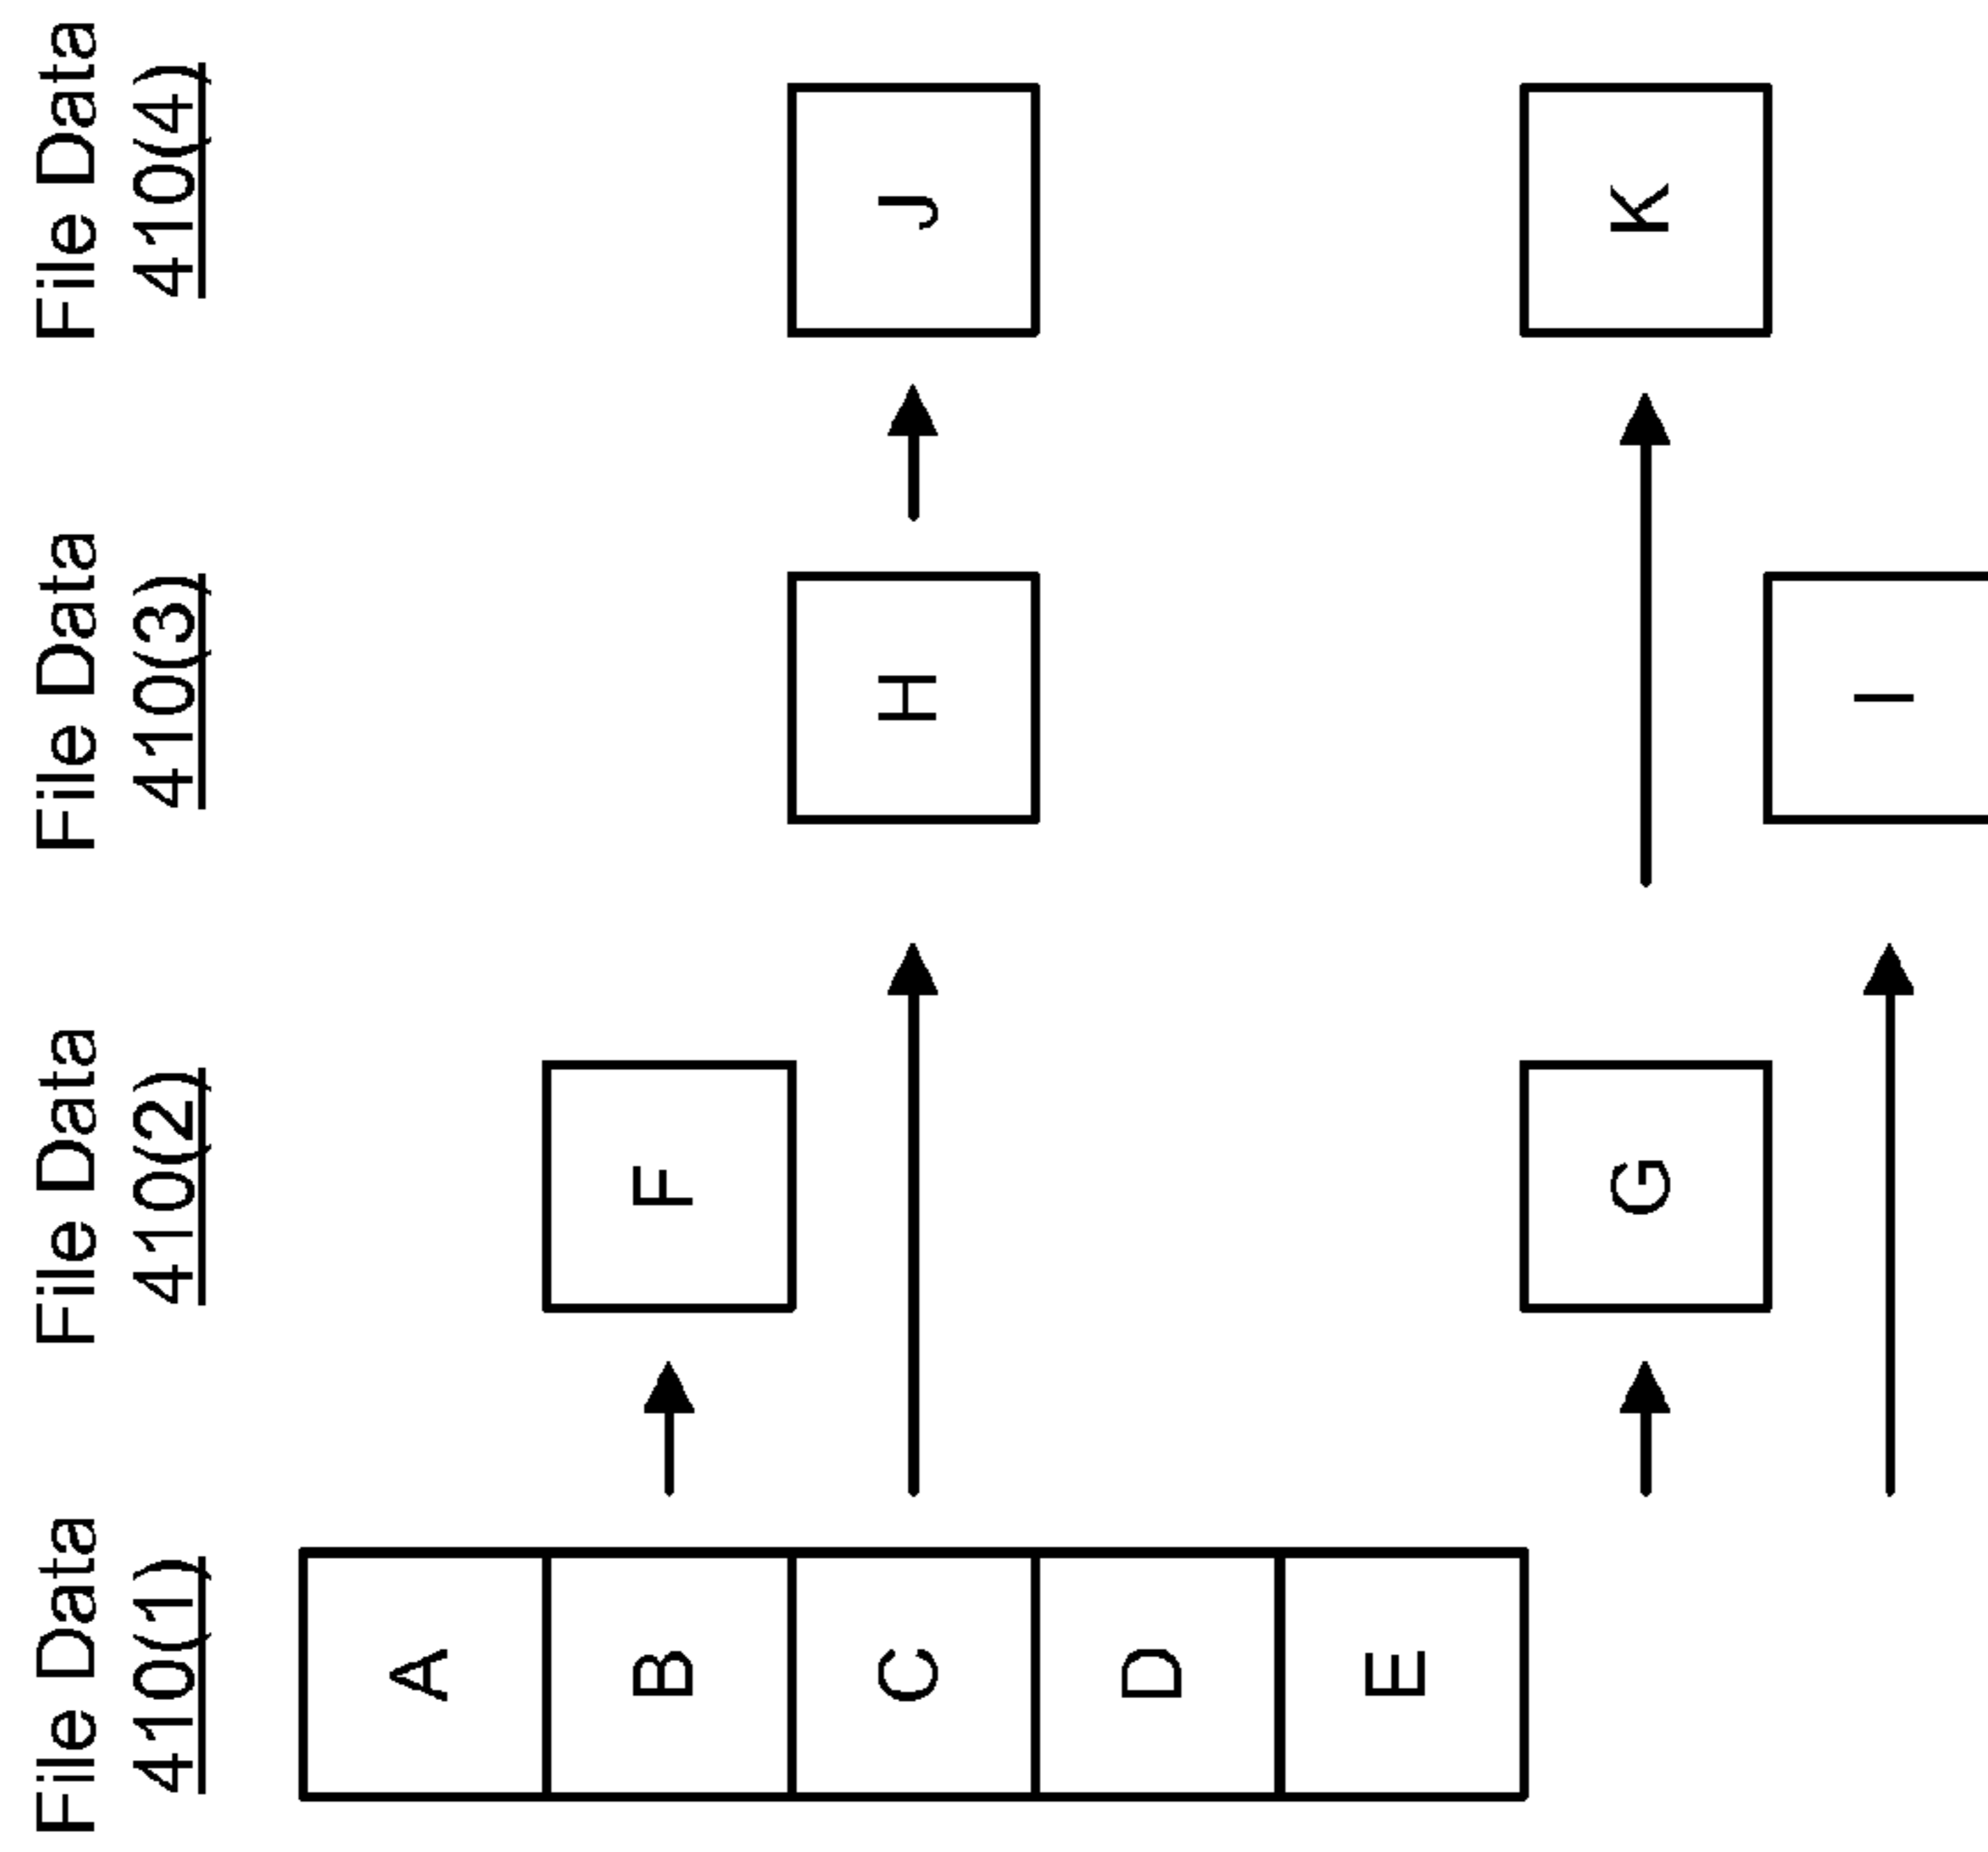 File Data
410(1)
File Data
410(2)
File Data
410(3)
File Data
410(4)
A
B
F
C
H
J
D
E
G
K
I